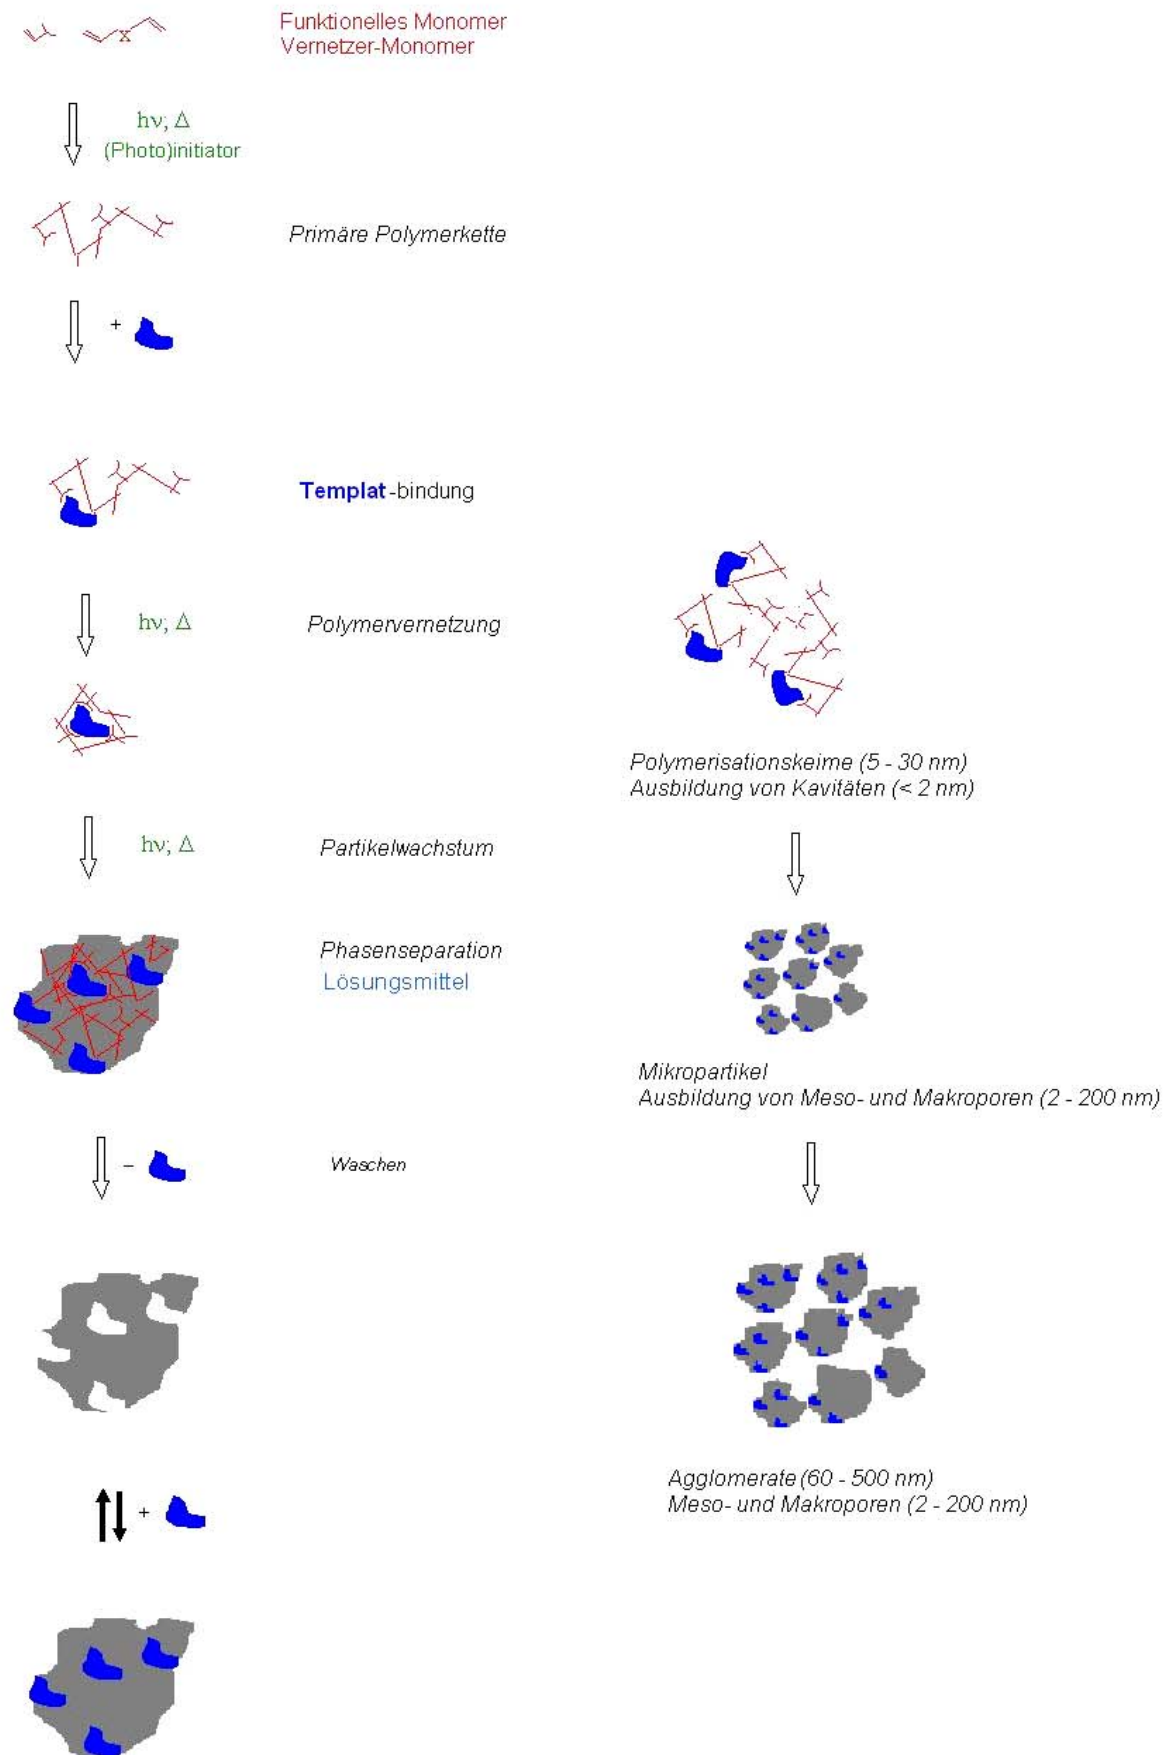 Funktionelles Monomer
Vernetzer-Monomer
X
hν; Δ
(Photo)initiator
Primäre Polymerkette
+
Templat-bindung
hν; Δ
Polymervernetzung
Polymerisationskeime (5 - 30 nm)
Ausbildung von Kavitäten (< 2 nm)
hν; Δ
Partikelwachstum
Phasenseparation
Lösungsmittel
Mikropartikel
Ausbildung von Meso- und Makroporen (2 - 200 nm)
–
Waschen
Agglomerate (60 - 500 nm)
Meso- und Makroporen (2 - 200 nm)
+